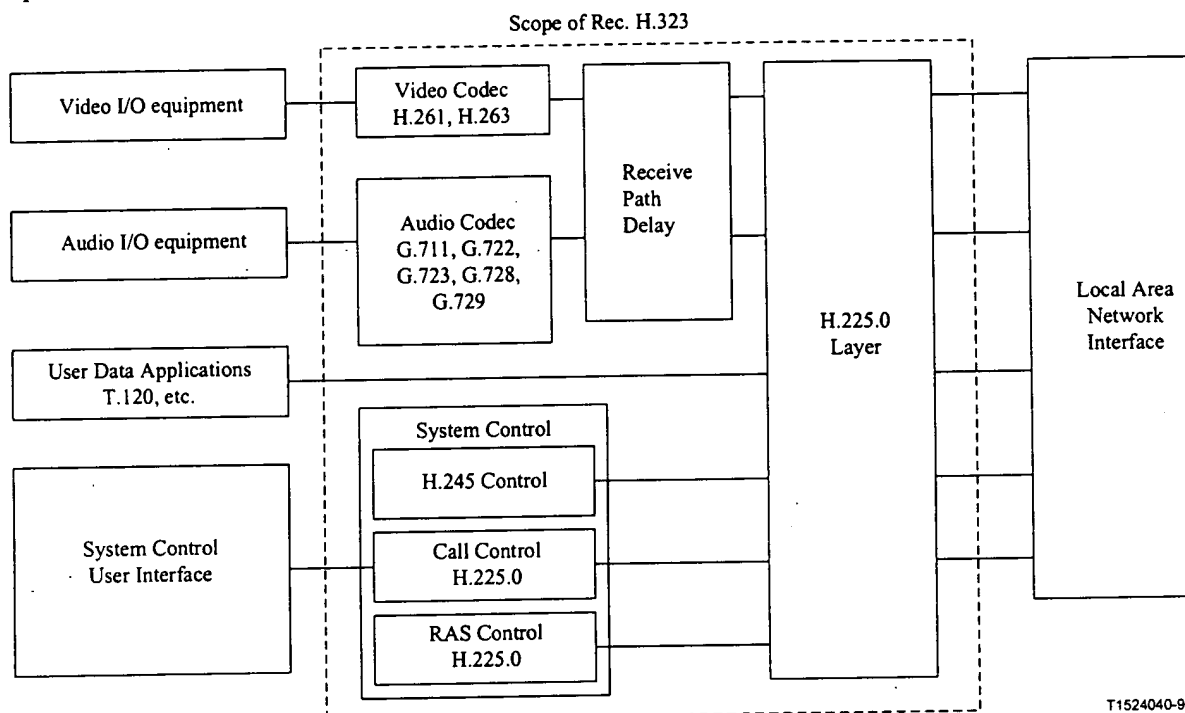 Scope of Rec. H.323
Video I/O equipment
Video Codec
H.261, H.263
Receive
Path
Delay
Audio I/O equipment
Audio Codec
G.711, G.722,
G.723, G.728,
G.729
H.225.0
Layer
Local Area
Network
Interface
User Data Applications
T.120, etc.
System Control
H.245 Control
System Control
User Interface
Call Control
H.225.0
RAS Control
H.225.0